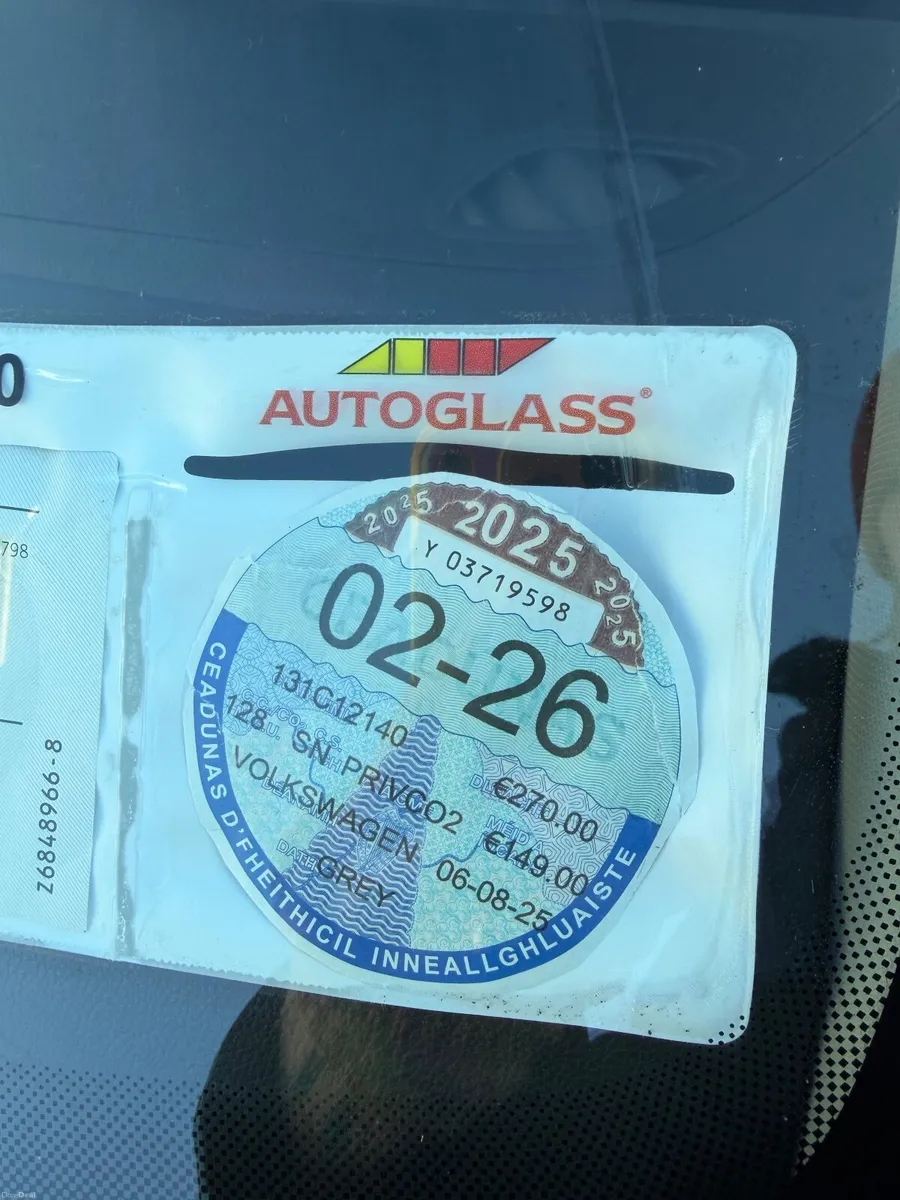 0
AUTOGLASS®
2025 2025 2025
Y 03719598
02-26
131C12140
128 SN PRIVCO2 €270.00
VOLKSWAGEN €149.00
GREY 06-08-25
CEADÚNAS D'FHEITHICIL INNEALLGHLUAISTE
798
Z6848966-8
DoneDeal